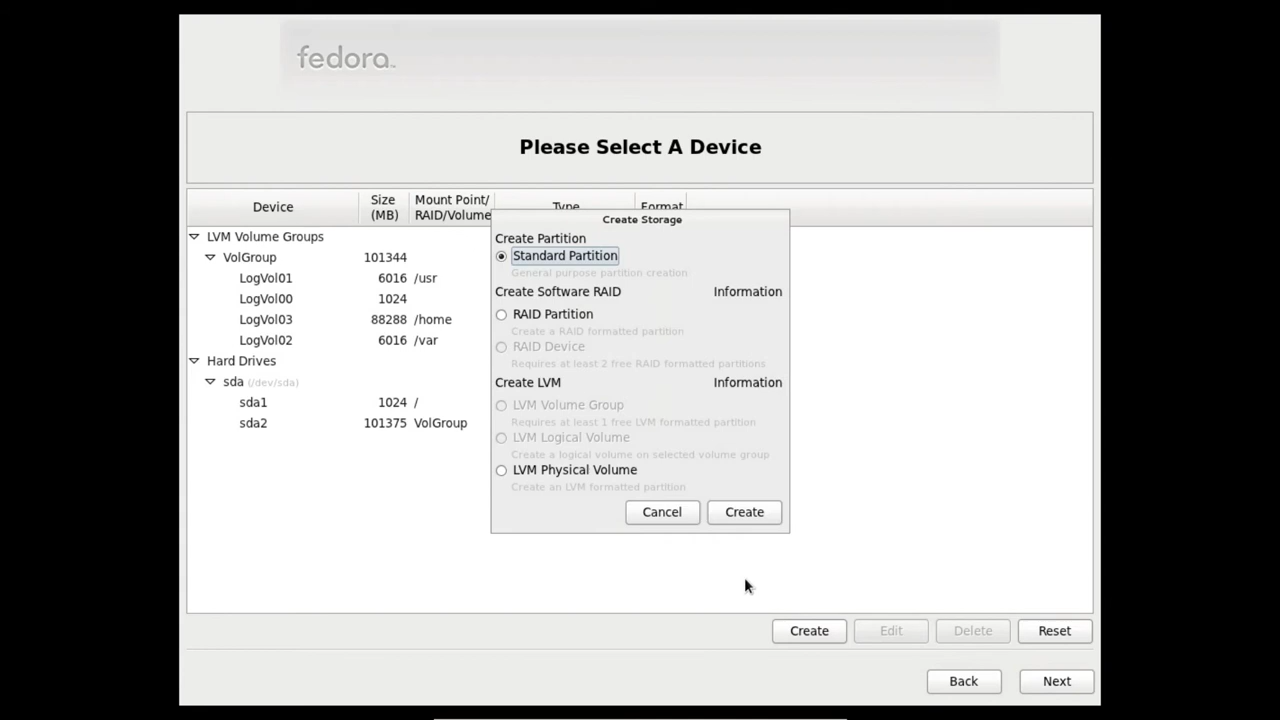 fedora
Please Select A Device
Device
Size (MB)
Mount Point/ RAID/Volume
Type
Format
LVM Volume Groups
VolGroup 101344
LogVol01 6016 /usr
LogVol00 1024
LogVol03 88288 /home
LogVol02 6016 /var
Hard Drives
sda (/dev/sda)
sda1 1024 /
sda2 101375 VolGroup
Create Storage
Create Partition
Standard Partition
General purpose partition creation
Create Software RAID Information
RAID Partition
Create a RAID formatted partition
RAID Device
Requires at least 2 free RAID formatted partitions
Create LVM Information
LVM Volume Group
Requires at least 1 free LVM formatted partition
LVM Logical Volume
Create a logical volume on selected volume group
LVM Physical Volume
Create an LVM formatted partition
Cancel Create
Create Edit Delete Reset
Back Next